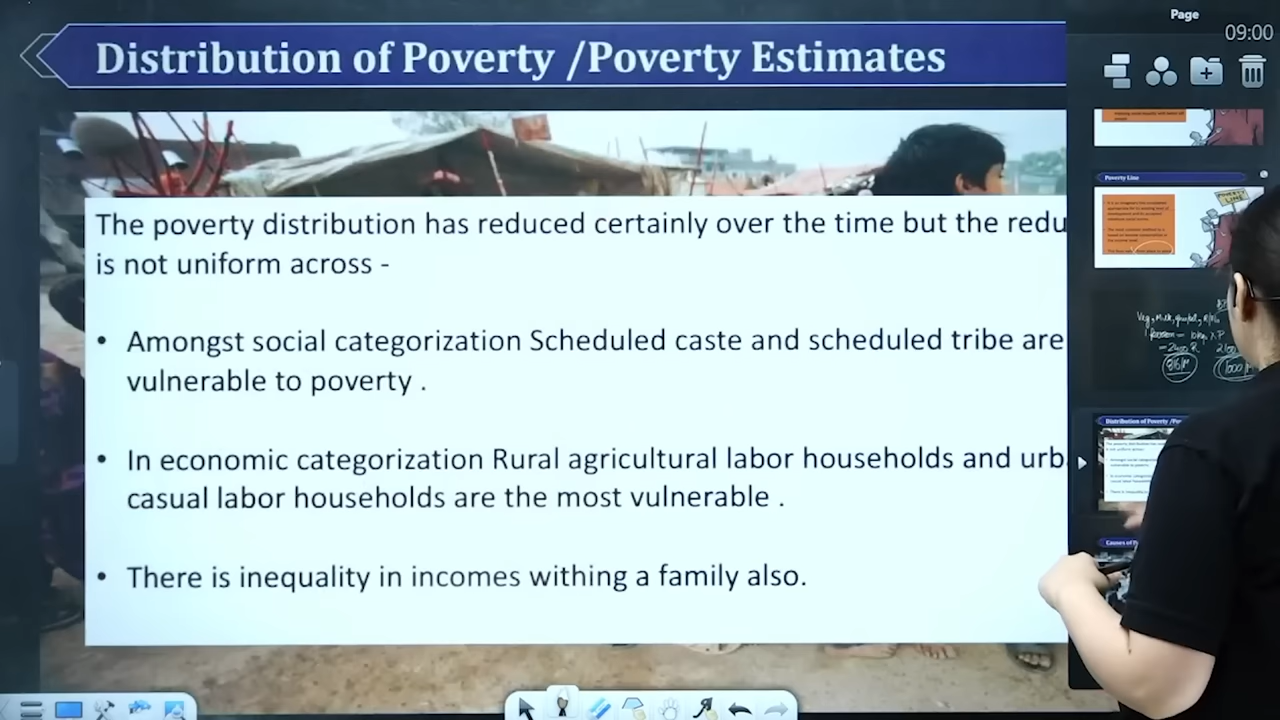 Page
09:00
Distribution of Poverty /Poverty Estimates
The poverty distribution has reduced certainly over the time but the redu
is not uniform across -
• Amongst social categorization Scheduled caste and scheduled tribe are
vulnerable to poverty .
• In economic categorization Rural agricultural labor households and urb
casual labor households are the most vulnerable .
• There is inequality in incomes withing a family also.
Poverty Line
Distribution of Poverty /Pov
Causes of P